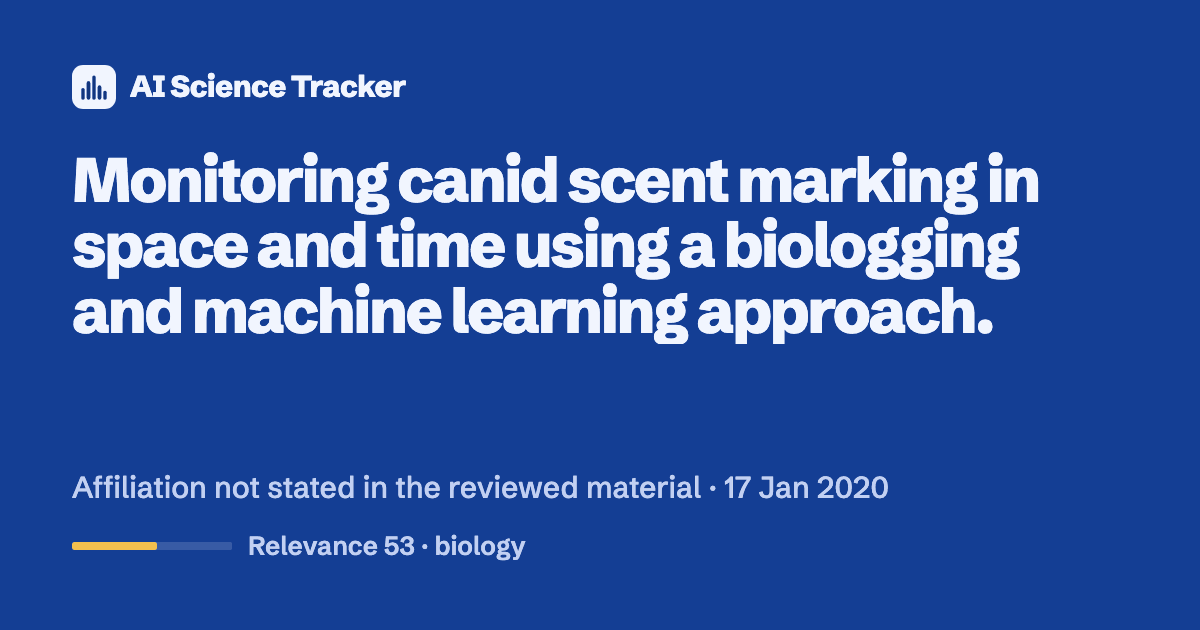 AI Science Tracker
Monitoring canid scent marking in
space and time using a biologging
and machine learning approach.
Affiliation not stated in the reviewed material · 17 Jan 2020
Relevance 53 · biology